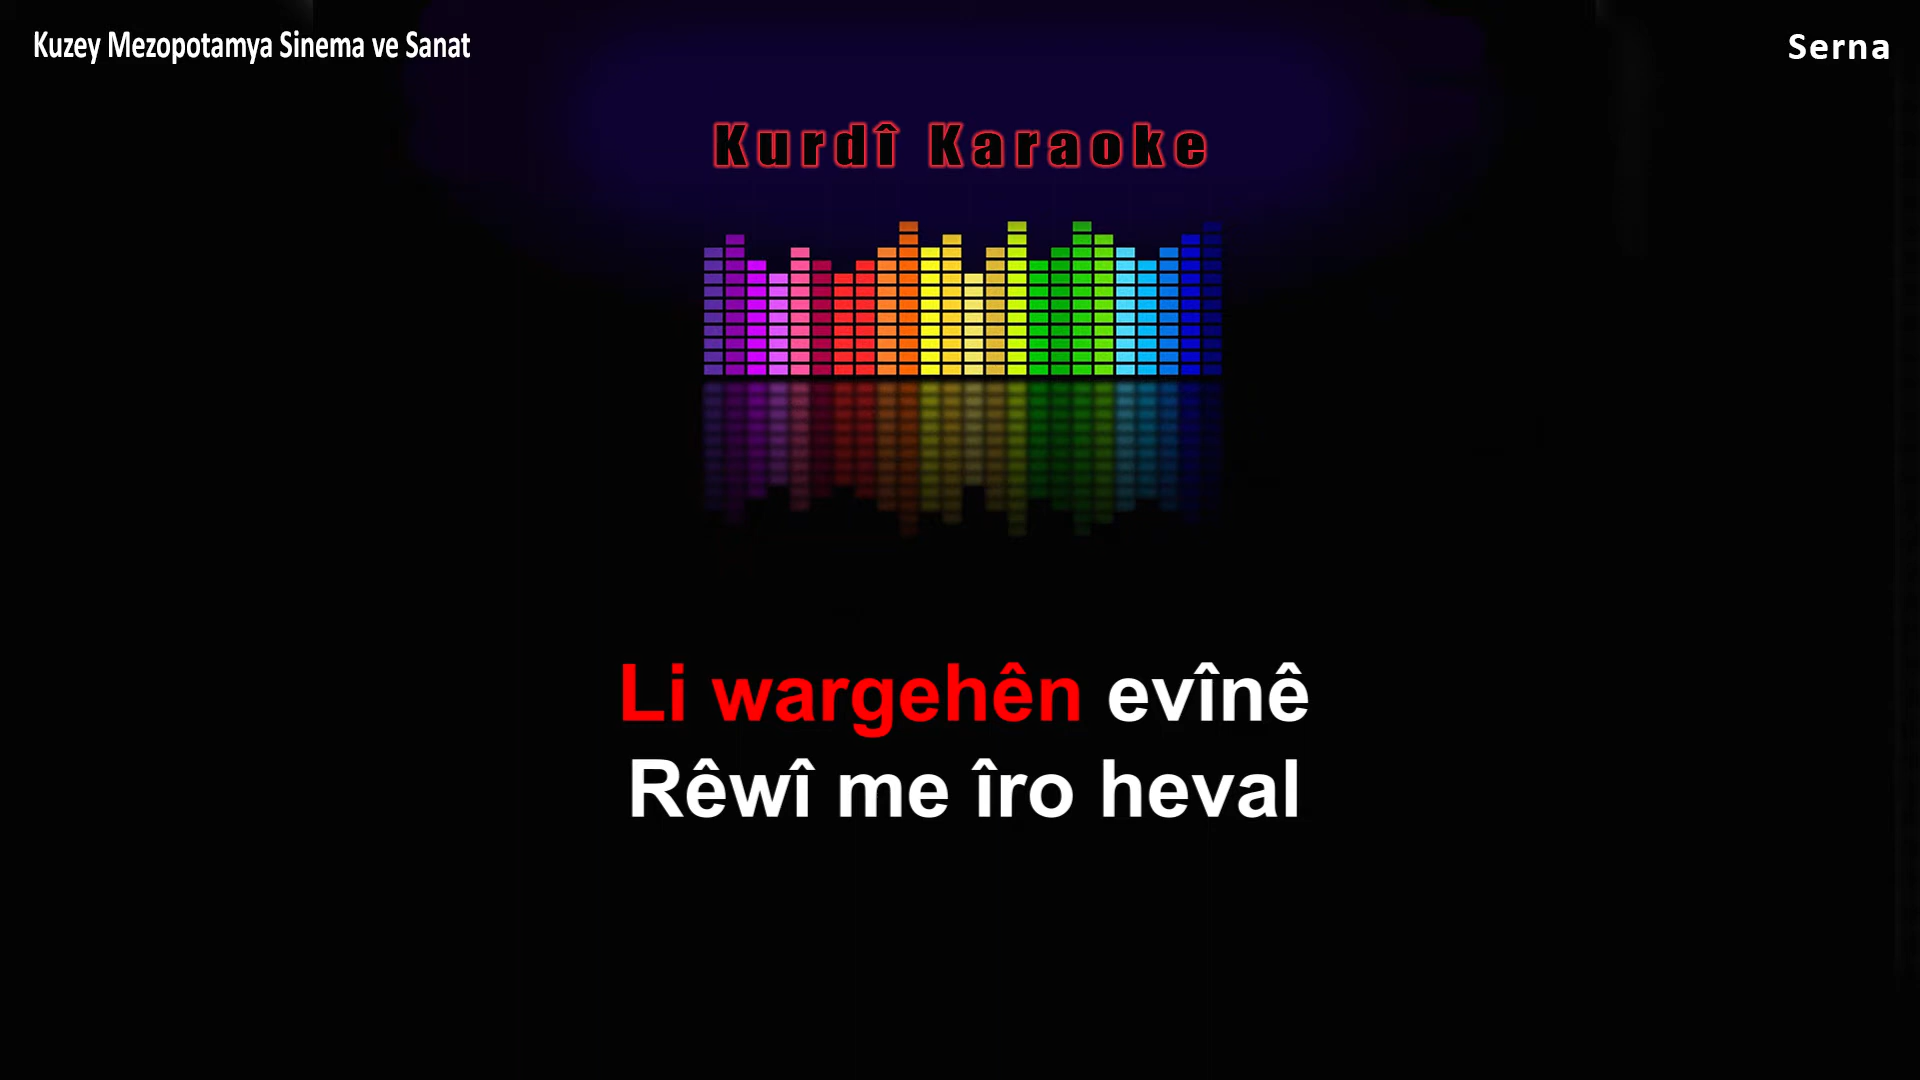 Kuzey Mezopotamya Sinema ve Sanat
Serna
Kurdî Karaoke
Li wargehên evînê
Rêwî me îro heval